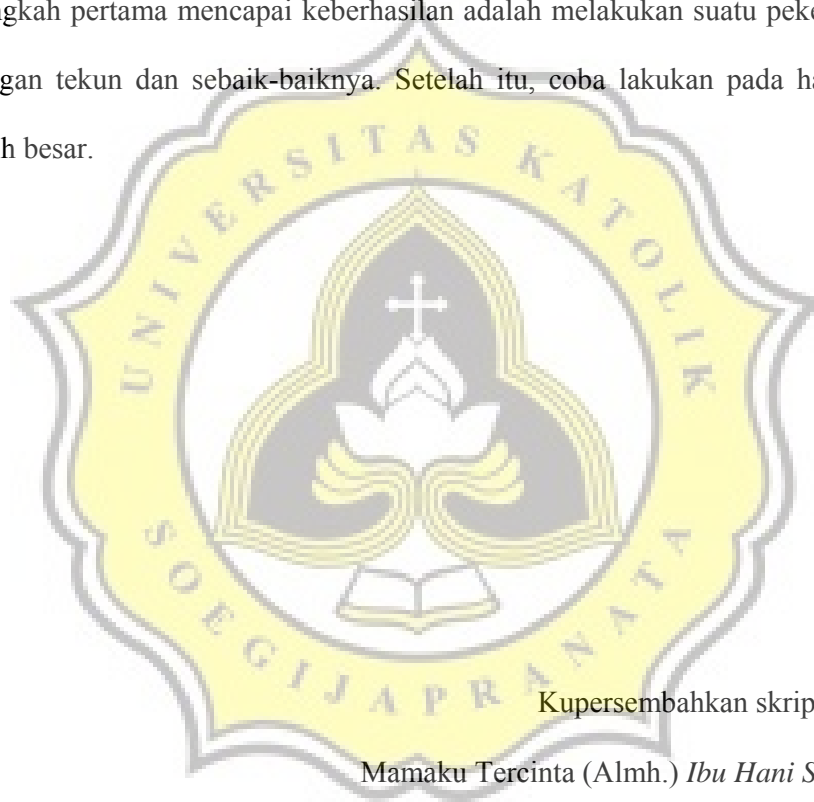 ngkah pertama mencapai keberhasilan adalah melakukan suatu peke
gan tekun dan sebaik-baiknya. Setelah itu, coba lakukan pada ha
h besar.
UNIVERSITAS KATOLIK
SOEGIJAPRANATA
Kupersembahkan skrip
Mamaku Tercinta (Almh.) Ibu Hani S